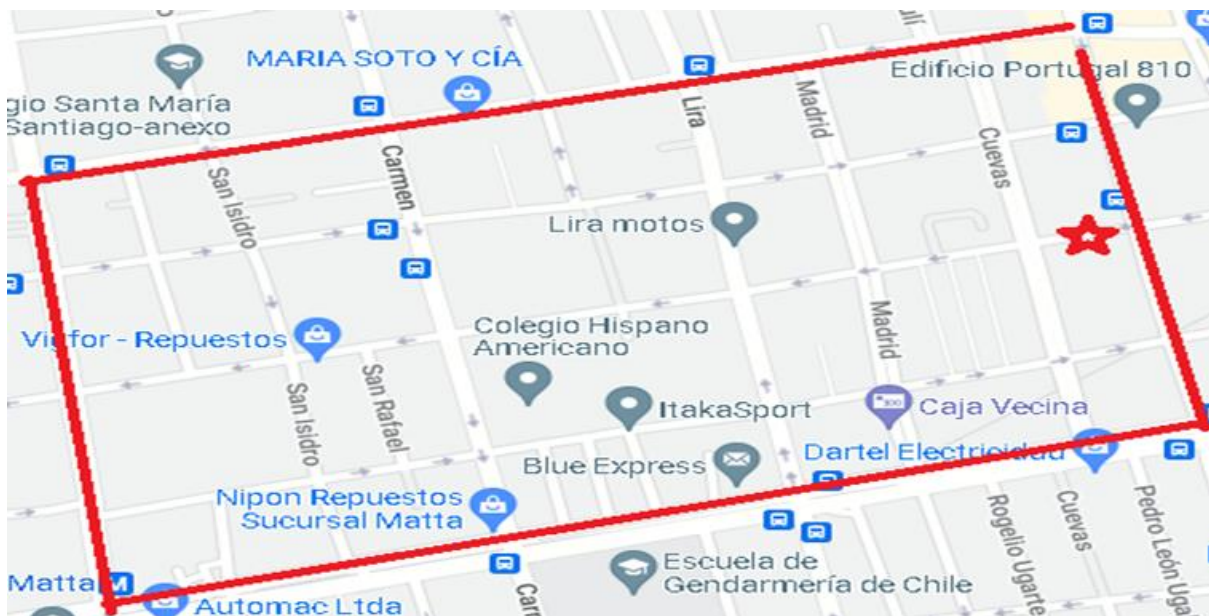 MARIA SOTO Y CÍA
gio Santa María
Santiago-anexo
Edificio Portugal 810
Lira
Madrid
Cuevas
Carmen
San Isidro
Lira motos
Vigfor - Repuestos
Colegio Hispano
Americano
Madrid
San Rafael
San Isidro
ItakaSport
Caja Vecina
Blue Express
Dartel Electricidad
Nipon Repuestos
Sucursal Matta
Rogelio Ugarte
Cuevas
Pedro León Ugar
Escuela de
Gendarmería de Chile
Matta
M
Automac Ltda
Carm